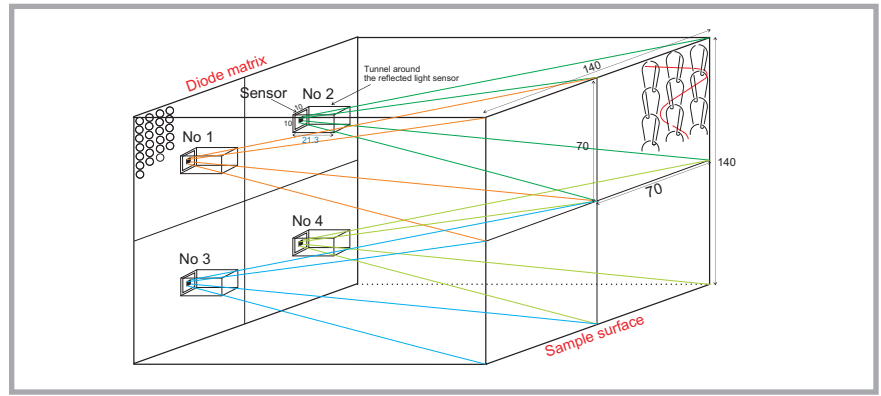 Diode matrix
Tunnel around
the reflected light sensor
140
Sensor
No 2
10
10
21.3
No 1
70
140
70
No 4
No 3
Sample surface